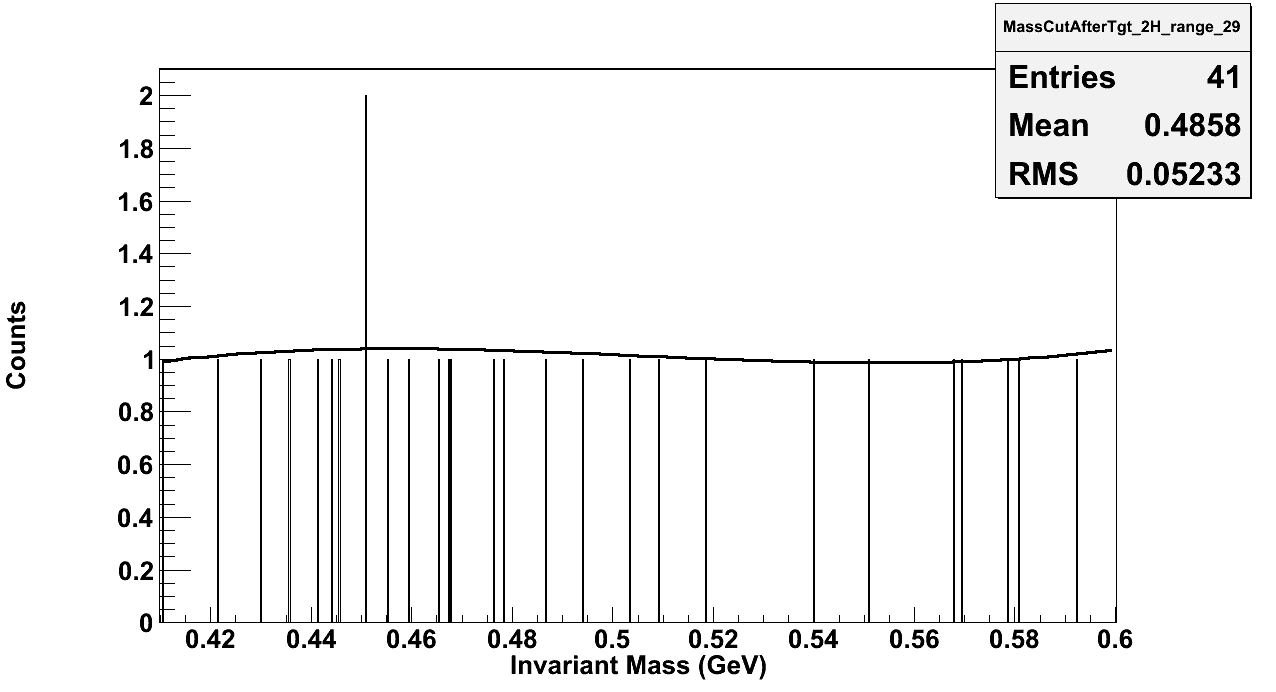 MassCutAfterTgt_2H_range_29
Entries 41
Mean 0.4858
RMS 0.05233
Counts
2
1.8
1.6
1.4
1.2
1
0.8
0.6
0.4
0.2
0
0.42 0.44 0.46 0.48 0.5 0.52 0.54 0.56 0.58 0.6
Invariant Mass (GeV)